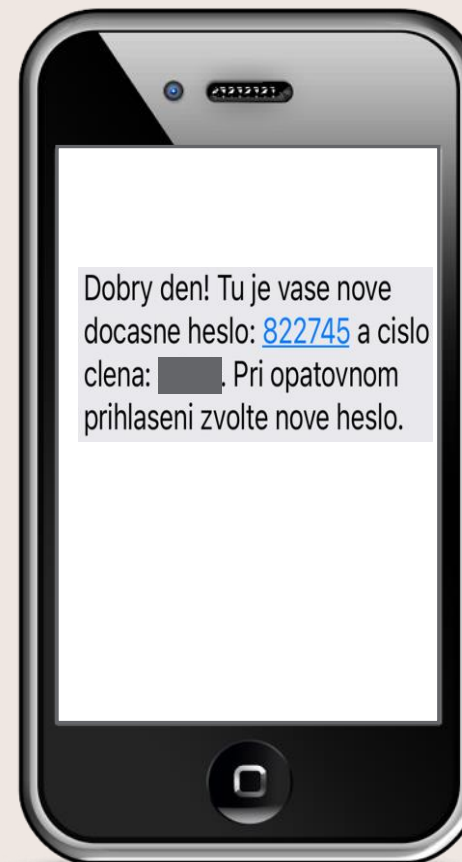 Dobry den! Tu je vase nove
docasne heslo: 822745 a cislo
clena: . Pri opatovnom
prihlaseni zvolte nove heslo.